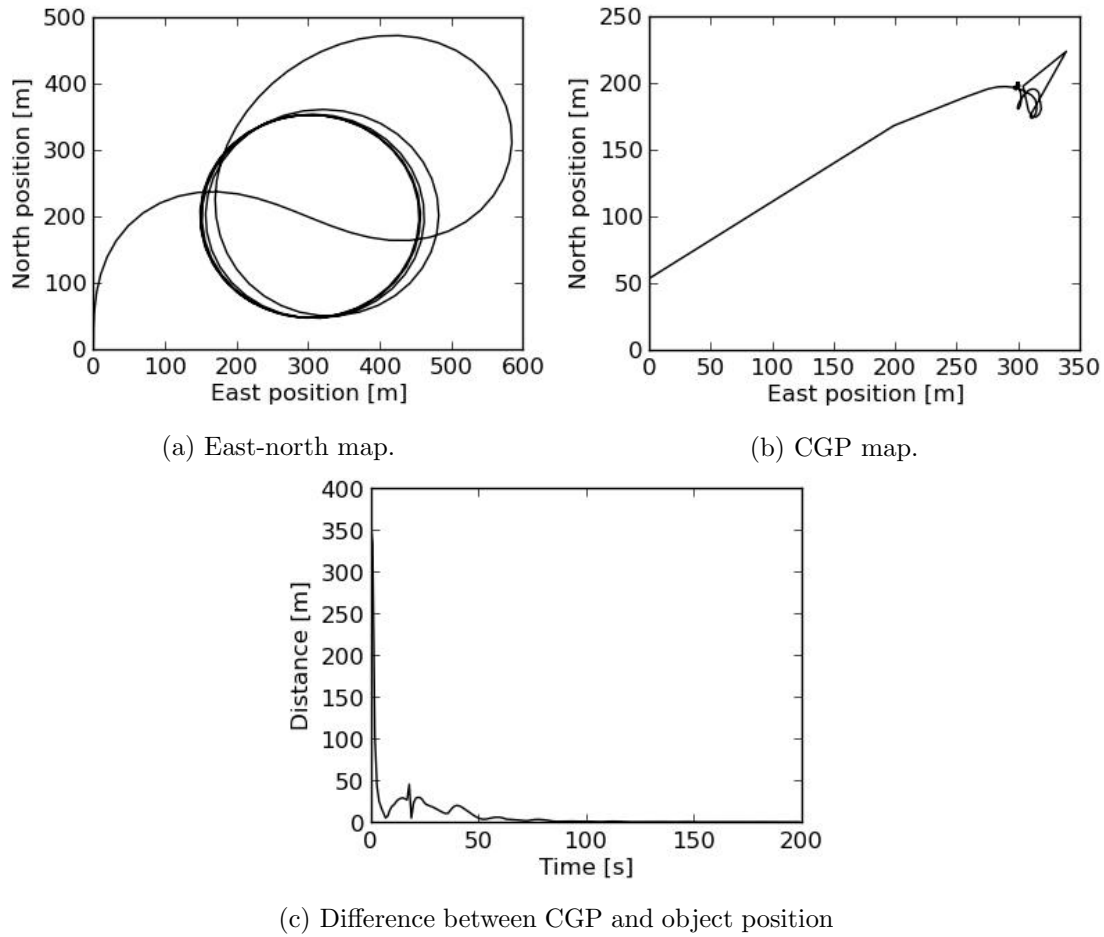 500
400
300
200
100
0
North position [m]
0 100 200 300 400 500 600
East position [m]
(a) East-north map.
250
200
150
100
50
0
North position [m]
0 50 100 150 200 250 300 350
East position [m]
(b) CGP map.
400
350
300
250
200
150
100
50
0
Distance [m]
0 50 100 150 200
Time [s]
(c) Difference between CGP and object position